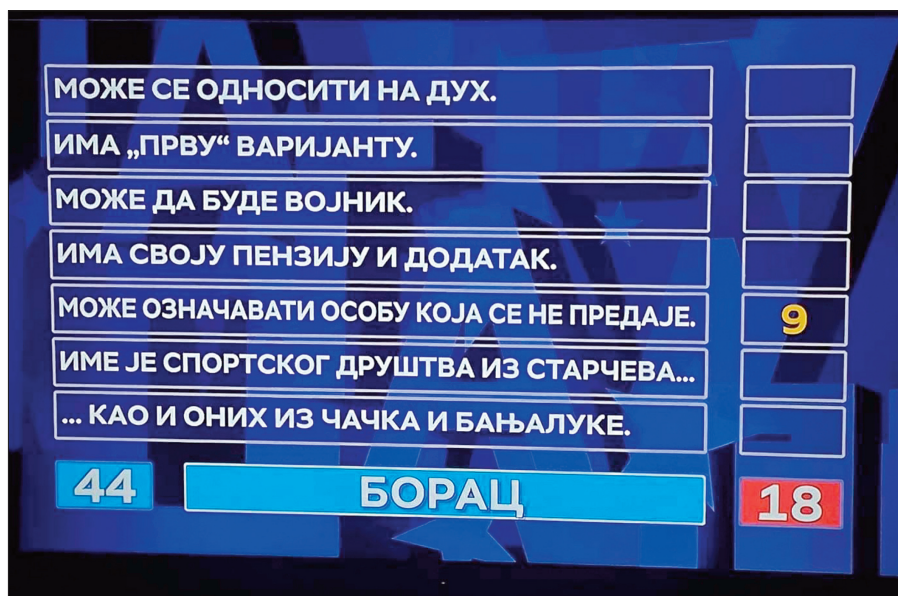 МОЖЕ СЕ ОДНОСИТИ НА ДУХ.
ИМА „ПРВУ“ ВАРИЈАНТУ.
МОЖЕ ДА БУДЕ ВОЈНИК.
ИМА СВОЈУ ПЕНЗИЈУ И ДОДАТАК.
МОЖЕ ОЗНАЧАВАТИ ОСОБУ КОЈА СЕ НЕ ПРЕДАЈЕ. 9
ИМЕ ЈЕ СПОРТСКОГ ДРУШТВА ИЗ СТАРЧЕВА...
... КАО И ОНИХ ИЗ ЧАЧКА И БАЊАЛУКЕ.
44 БОРАЦ 18